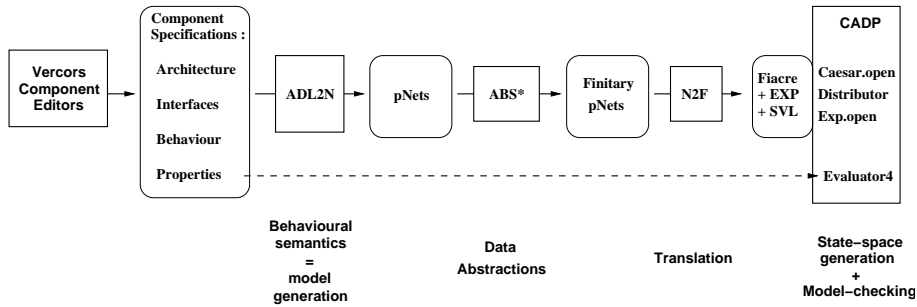 Vercors
Component
Editors
Component
Specifications :
Architecture
Interfaces
Behaviour
Properties
ADL2N
pNets
ABS*
Finitary
pNets
N2F
Fiacre
+ EXP
+ SVL
CADP
Caesar.open
Distributor
Exp.open
Evaluator4
Behavioural
semantics
=
model
generation
Data
Abstractions
Translation
State−space
generation
+
Model−checking